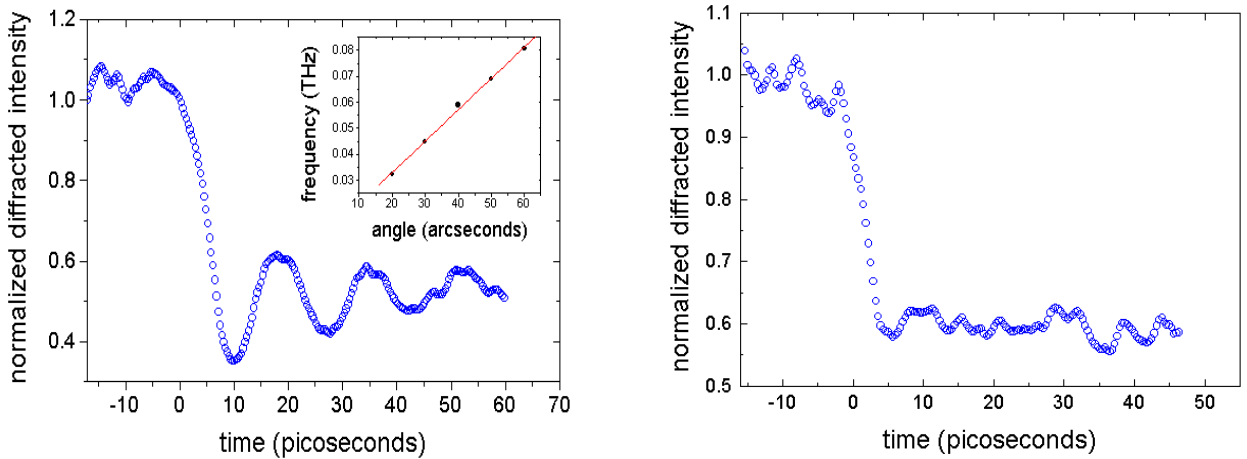 normalized diffracted intensity
1.2
1.0
0.8
0.6
0.4
-10 0 10 20 30 40 50 60 70
time (picoseconds)
frequency (THz)
0.08
0.07
0.06
0.05
0.04
0.03
10 20 30 40 50 60
angle (arcseconds)
normalized diffracted intensity
1.1
1.0
0.9
0.8
0.7
0.6
0.5
-10 0 10 20 30 40 50
time (picoseconds)